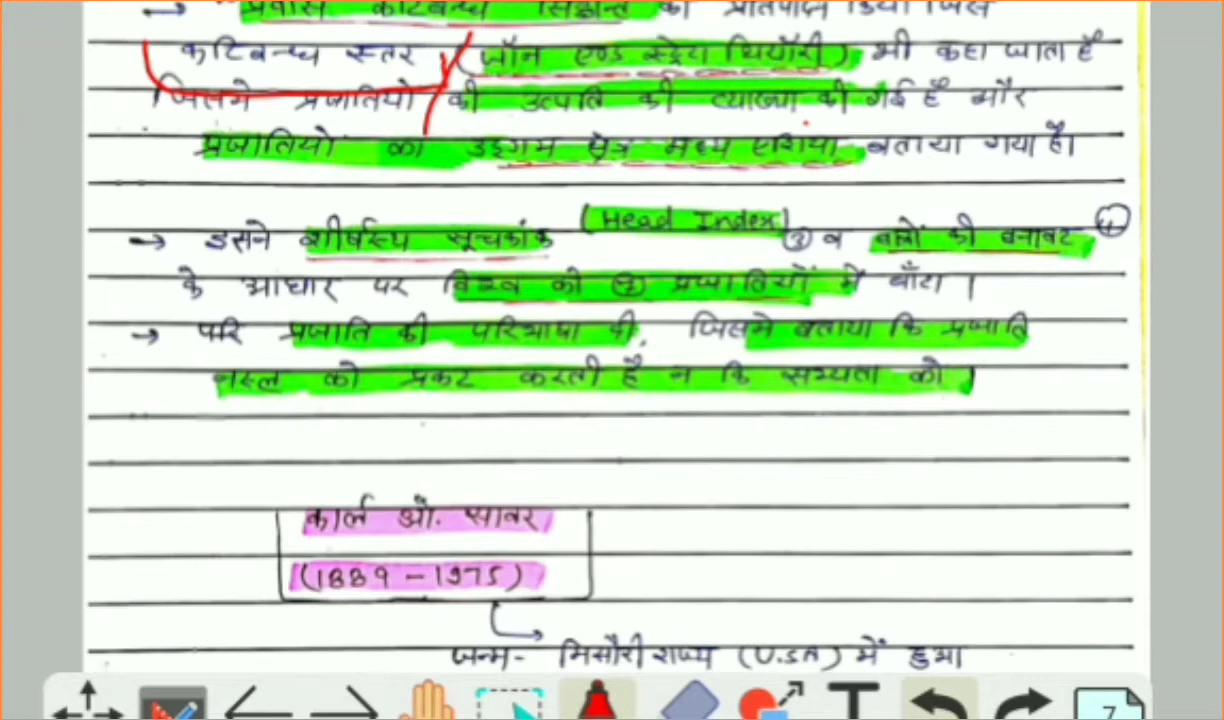 → प्रवास कटिबन्ध सिद्धान्त का प्रतिपादन किया जिसे
कटिबन्ध स्तर (जॉन एण्ड स्ट्रेटा थियोरी) भी कहा जाता है
जिसमे प्रजातियो की उत्पति की व्याख्या की गई है और
प्रजातियो का उद्दगम क्षेत्र मध्य एशिया बताया गया है।
(Head Index)
→ इसने शीर्षस्थ सूचकांक ③ व बालों की बनावट ④
के आधार पर विश्व को प्रजातियों में बाँटा।
→ परि प्रजाति की परिभाषा दी, जिसमे बताया कि प्रजाति
नस्ल को प्रकट करती है न कि सभ्यता को।
कार्ल ओ. सावर
(1889 - 1975)
जन्म - मिसौरी राज्य (U.S.A) में हुआ
7